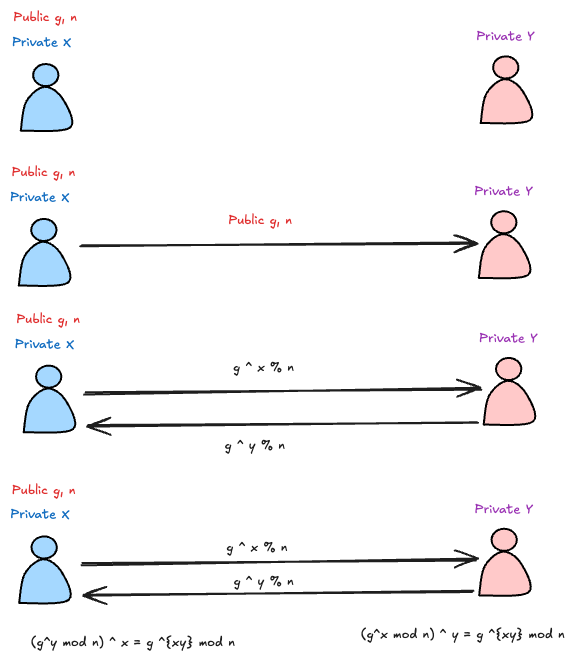 Public g, n
Private X
Private Y
Public g, n
Private X
Private Y
Public g, n
Public g, n
Private X
Private Y
g ^ x % n
g ^ y % n
Public g, n
Private X
Private Y
g ^ x % n
g ^ y % n
(g^y mod n) ^ x = g ^{xy} mod n
(g^x mod n) ^ y = g ^{xy} mod n